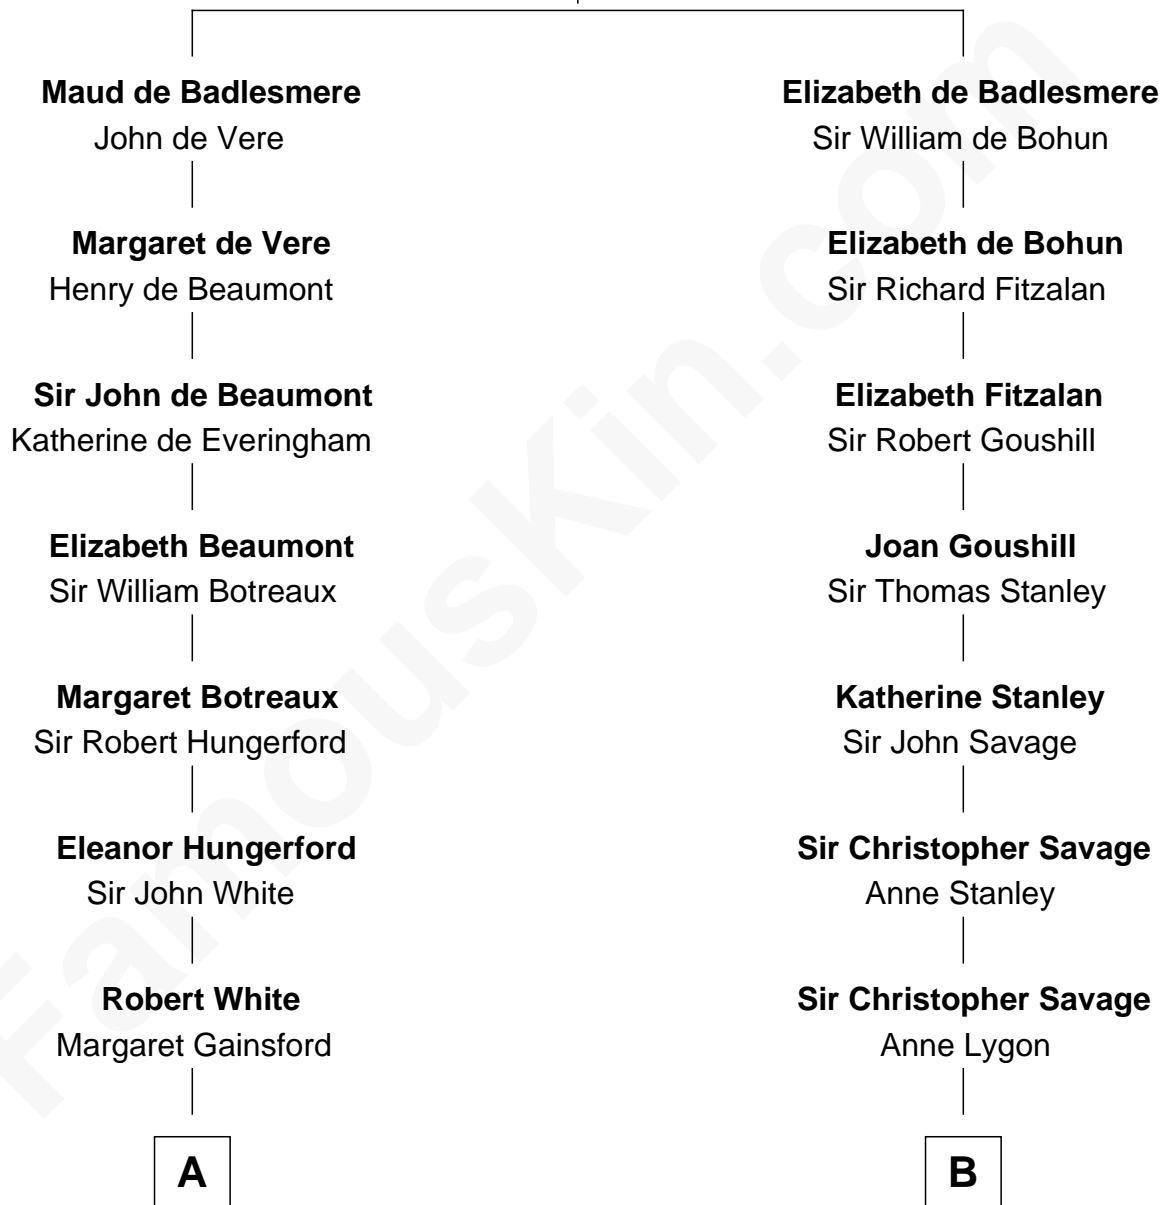 Maud de Badlesmere
John de Vere
Margaret de Vere
Henry de Beaumont
Sir John de Beaumont
Katherine de Everingham
Elizabeth Beaumont
Sir William Botreaux
Margaret Botreaux
Sir Robert Hungerford
Eleanor Hungerford
Sir John White
Robert White
Margaret Gainsford
A
Elizabeth de Badlesmere
Sir William de Bohun
Elizabeth de Bohun
Sir Richard Fitzalan
Elizabeth Fitzalan
Sir Robert Goushill
Joan Goushill
Sir Thomas Stanley
Katherine Stanley
Sir John Savage
Sir Christopher Savage
Anne Stanley
Sir Christopher Savage
Anne Lygon
B
FamousKin.com